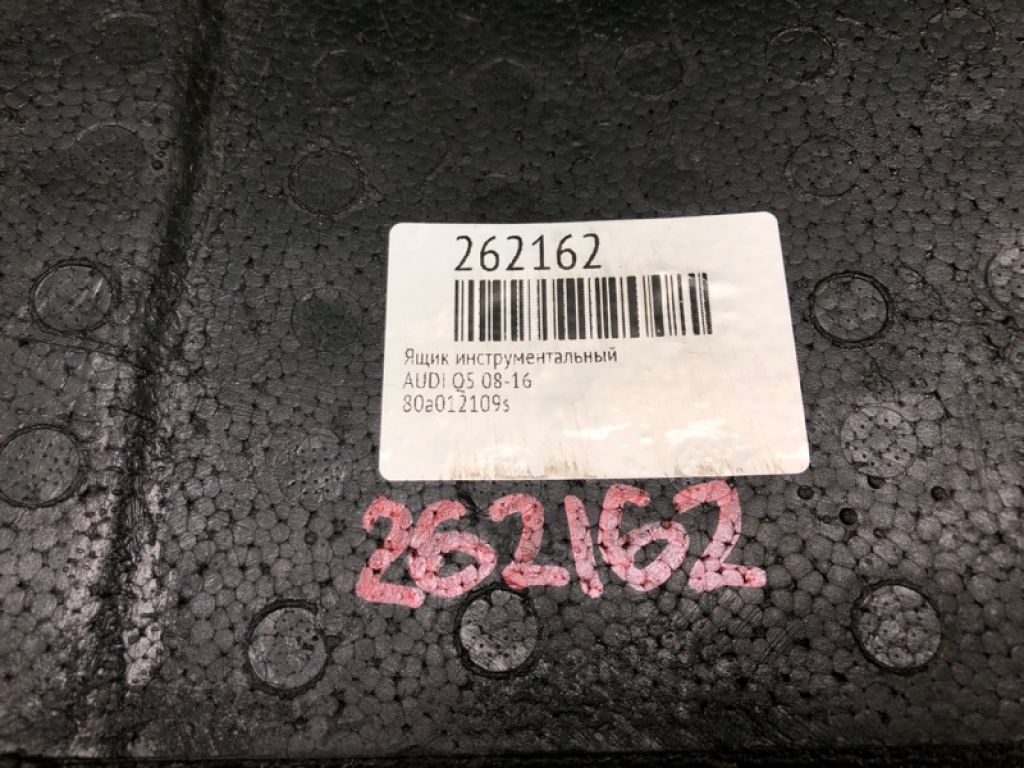 262162
Ящик инструментальный
AUDI Q5 08-16
80a012109s
262162